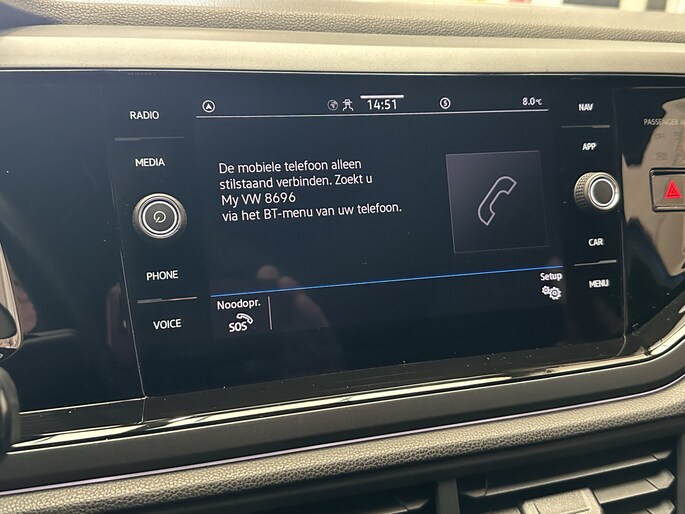 RADIO
MEDIA
PHONE
VOICE
14:51
8.0°C
De mobiele telefoon alleen
stilstaand verbinden. Zoekt u
My VW 8696
via het BT-menu van uw telefoon.
Noodopr.
SOS
Setup
NAV
APP
CAR
MENU
PASSENGER